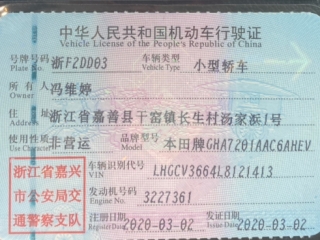 中华人民共和国机动车行驶证
Vehicle License of the People's Republic of China
号牌号码 浙F2DD03 车辆类型 小型轿车
Plate No. Vehicle Type
所有人 冯维婷
Owner
住址 浙江省嘉善县干窑镇长生村汤家浜1号
Address
使用性质 非营运 品牌型号 本田牌GHA7201AAC6AHEV
Use Character Model
浙江省嘉兴
市公安局交
通警察支队
车辆识别代号 LHGCV3664L8121413
VIN
发动机号码 3227361
Engine No.
注册日期 2020-03-02 发证日期 2020-03-02
Register Date Issue Date